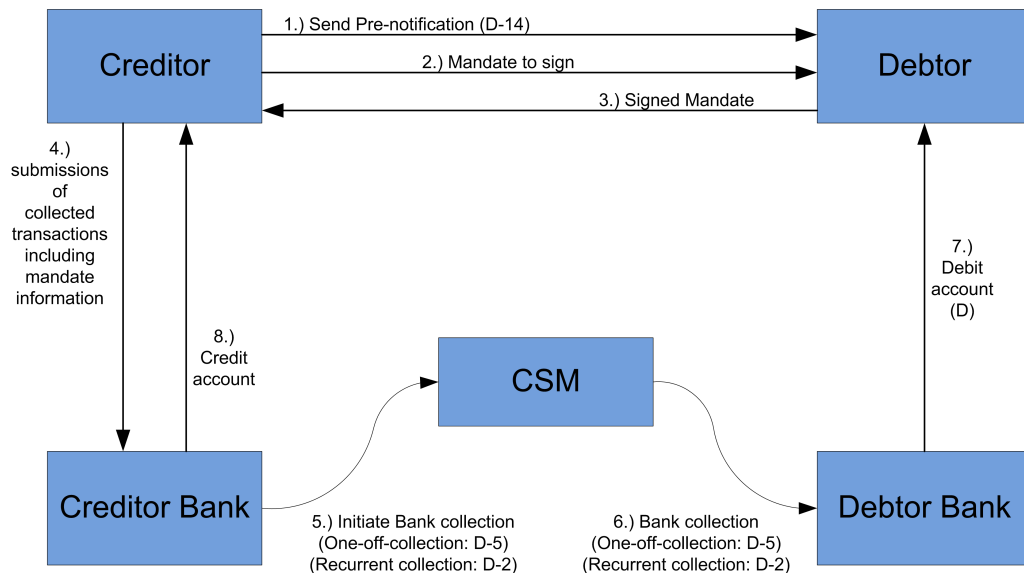 Creditor
1.) Send Pre-notification (D-14)
2.) Mandate to sign
3.) Signed Mandate
Debtor
4.)
submissions
of
collected
transactions
including
mandate
information
8.)
Credit
account
CSM
7.)
Debit
account
(D)
Creditor Bank
5.) Initiate Bank collection
(One-off-collection: D-5)
(Recurrent collection: D-2)
6.) Bank collection
(One-off-collection: D-5)
(Recurrent collection: D-2)
Debtor Bank